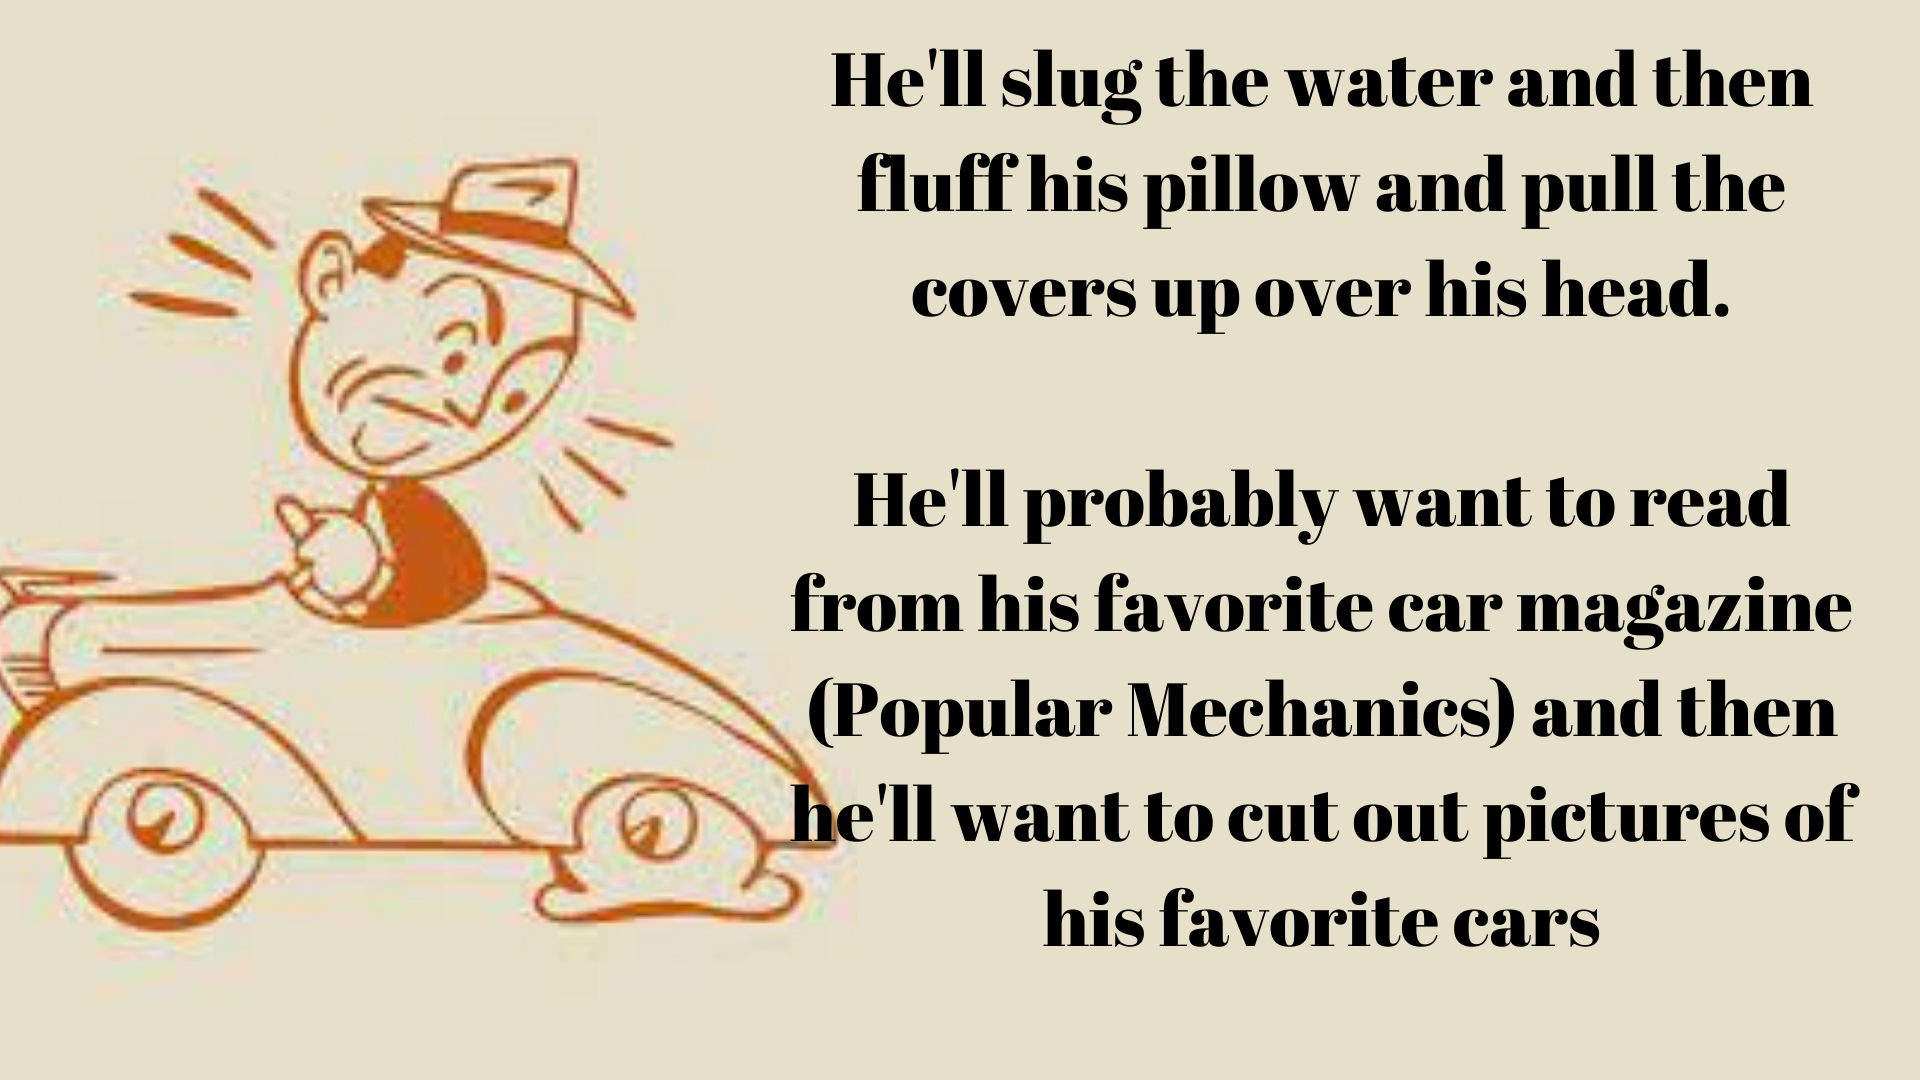 He'll slug the water and then
fluff his pillow and pull the
covers up over his head.
He'll probably want to read
from his favorite car magazine
(Popular Mechanics) and then
he'll want to cut out pictures of
his favorite cars